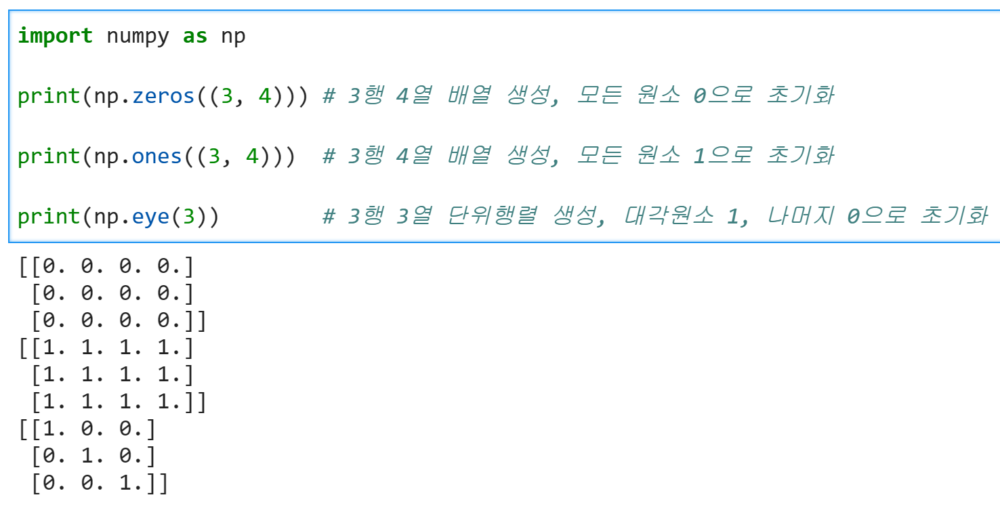 import numpy as np
print(np.zeros((3, 4))) # 3행 4열 배열 생성, 모든 원소 0으로 초기화
print(np.ones((3, 4)))  # 3행 4열 배열 생성, 모든 원소 1으로 초기화
print(np.eye(3))        # 3행 3열 단위행렬 생성, 대각원소 1, 나머지 0으로 초기화
[[0. 0. 0. 0.]
 [0. 0. 0. 0.]
 [0. 0. 0. 0.]]
[[1. 1. 1. 1.]
 [1. 1. 1. 1.]
 [1. 1. 1. 1.]]
[[1. 0. 0.]
 [0. 1. 0.]
 [0. 0. 1.]]